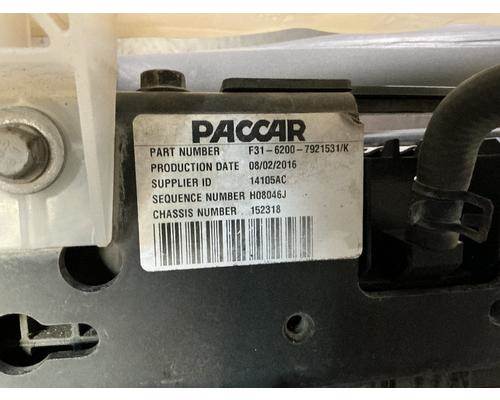 PACCAR
PART NUMBER F31-6200-7921531/K
PRODUCTION DATE 08/02/2016
SUPPLIER ID 14105AC
SEQUENCE NUMBER H08046J
CHASSIS NUMBER 152318